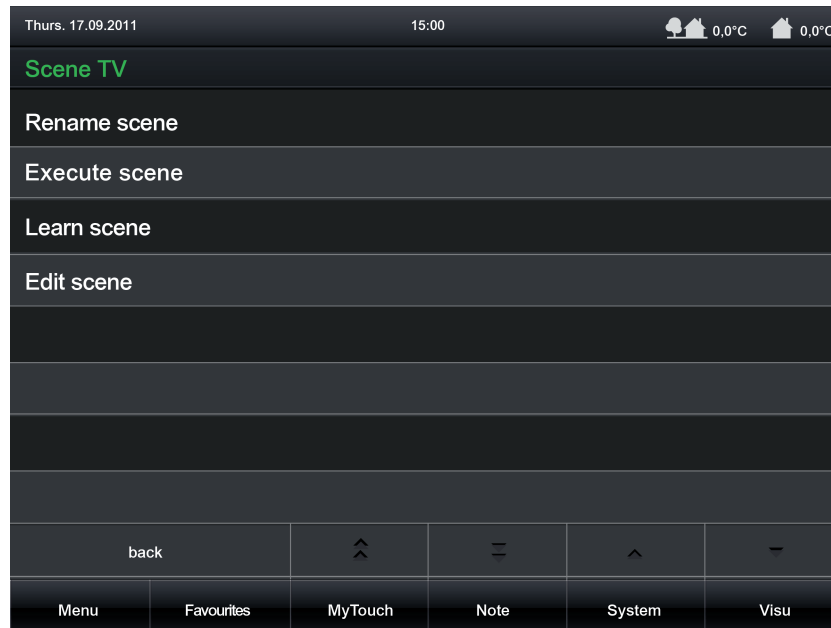 Thurs. 17.09.2011 15:00 0,0°C 0,0°C
Scene TV
Rename scene
Execute scene
Learn scene
Edit scene
back
Menu Favourites MyTouch Note System Visu